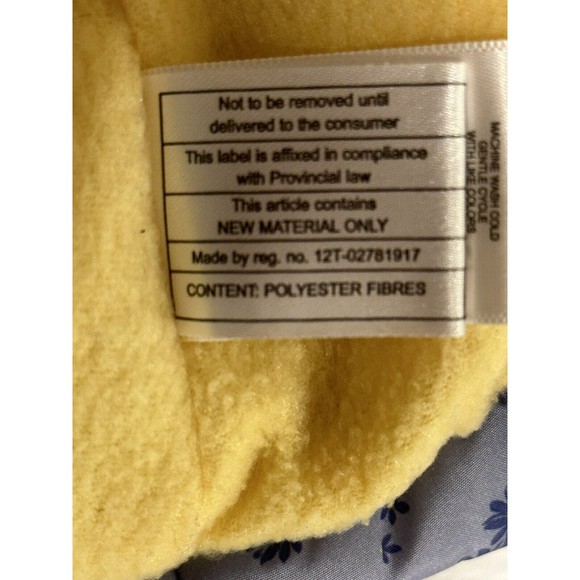 Not to be removed until
delivered to the consumer
This label is affixed in compliance
with Provincial law
This article contains
NEW MATERIAL ONLY
Made by reg. no. 12T-02781917
CONTENT: POLYESTER FIBRES
MACHINE WASH COLD
GENTLE CYCLE
WITH LIKE COLORS